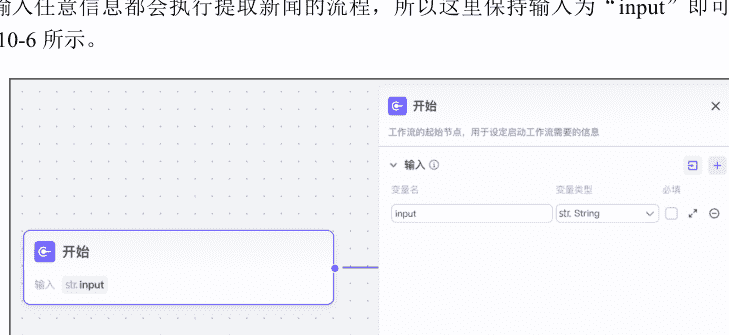 输入任意信息都会执行提取新闻的流程，所以这里保持输入为“input”即可
10-6 所示。
开始
工作流的起始节点，用于设定启动工作流需要的信息
输入
变量名 变量类型 必填
input str. String
开始
输入 str. input